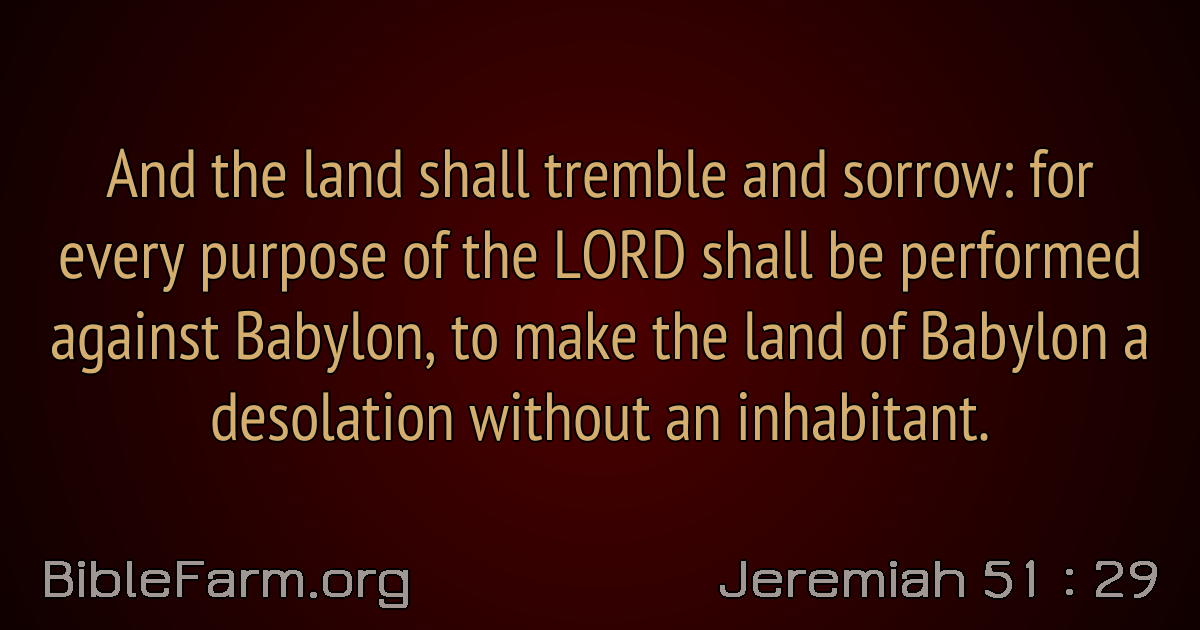 And the land shall tremble and sorrow: for
every purpose of the LORD shall be performed
against Babylon, to make the land of Babylon a
desolation without an inhabitant.
BibleFarm.org
Jeremiah 51 : 29